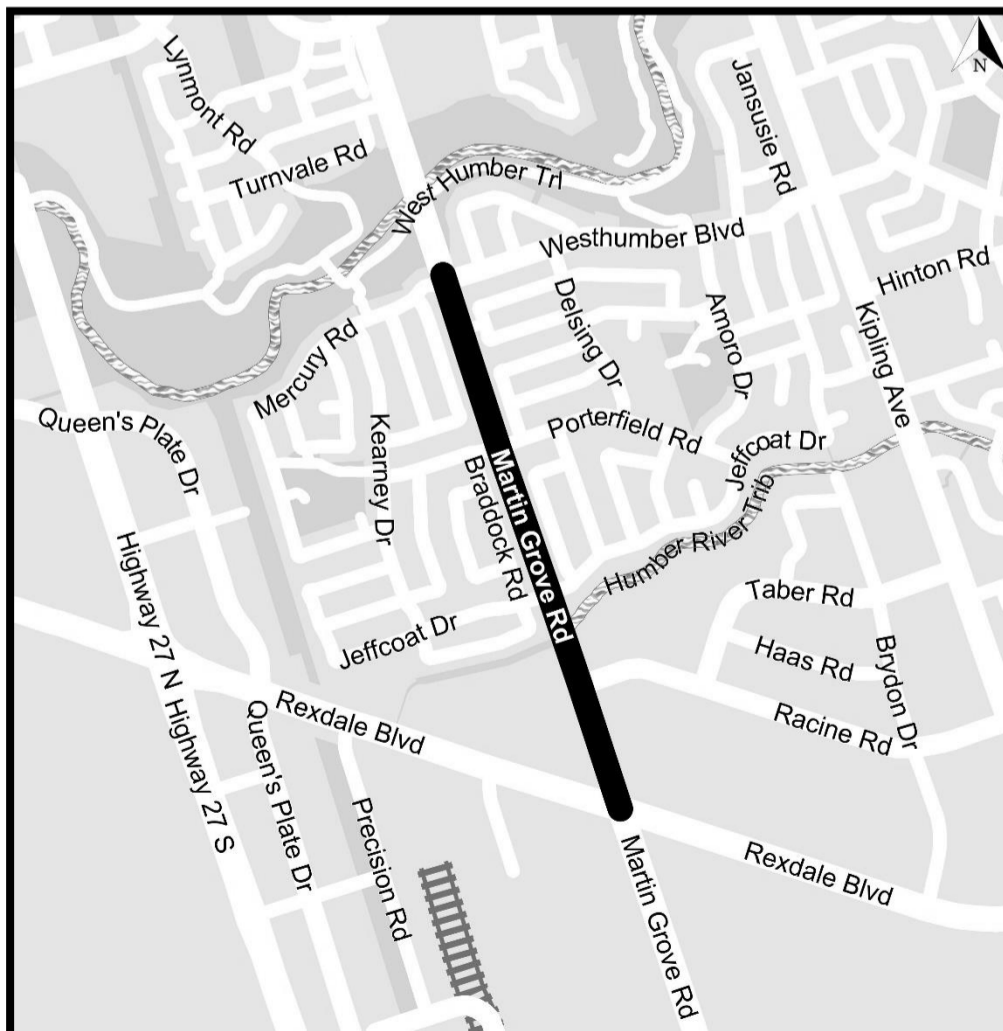 N
Lynmont Rd
Jansusie Rd
Turnvale Rd
West Humber Trl
Westhumber Blvd
Hinton Rd
Delsing Dr
Amoro Dr
Kipling Ave
Mercury Rd
Queen's Plate Dr
Kearney Dr
Porterfield Rd
Jeffcoat Dr
Braddock Rd
Martin Grove Rd
Humber River Trib
Highway 27 N
Taber Rd
Jeffcoat Dr
Haas Rd
Brydon Dr
Highway 27 S
Queen's Plate Dr
Rexdale Blvd
Racine Rd
Precision Rd
Martin Grove Rd
Rexdale Blvd